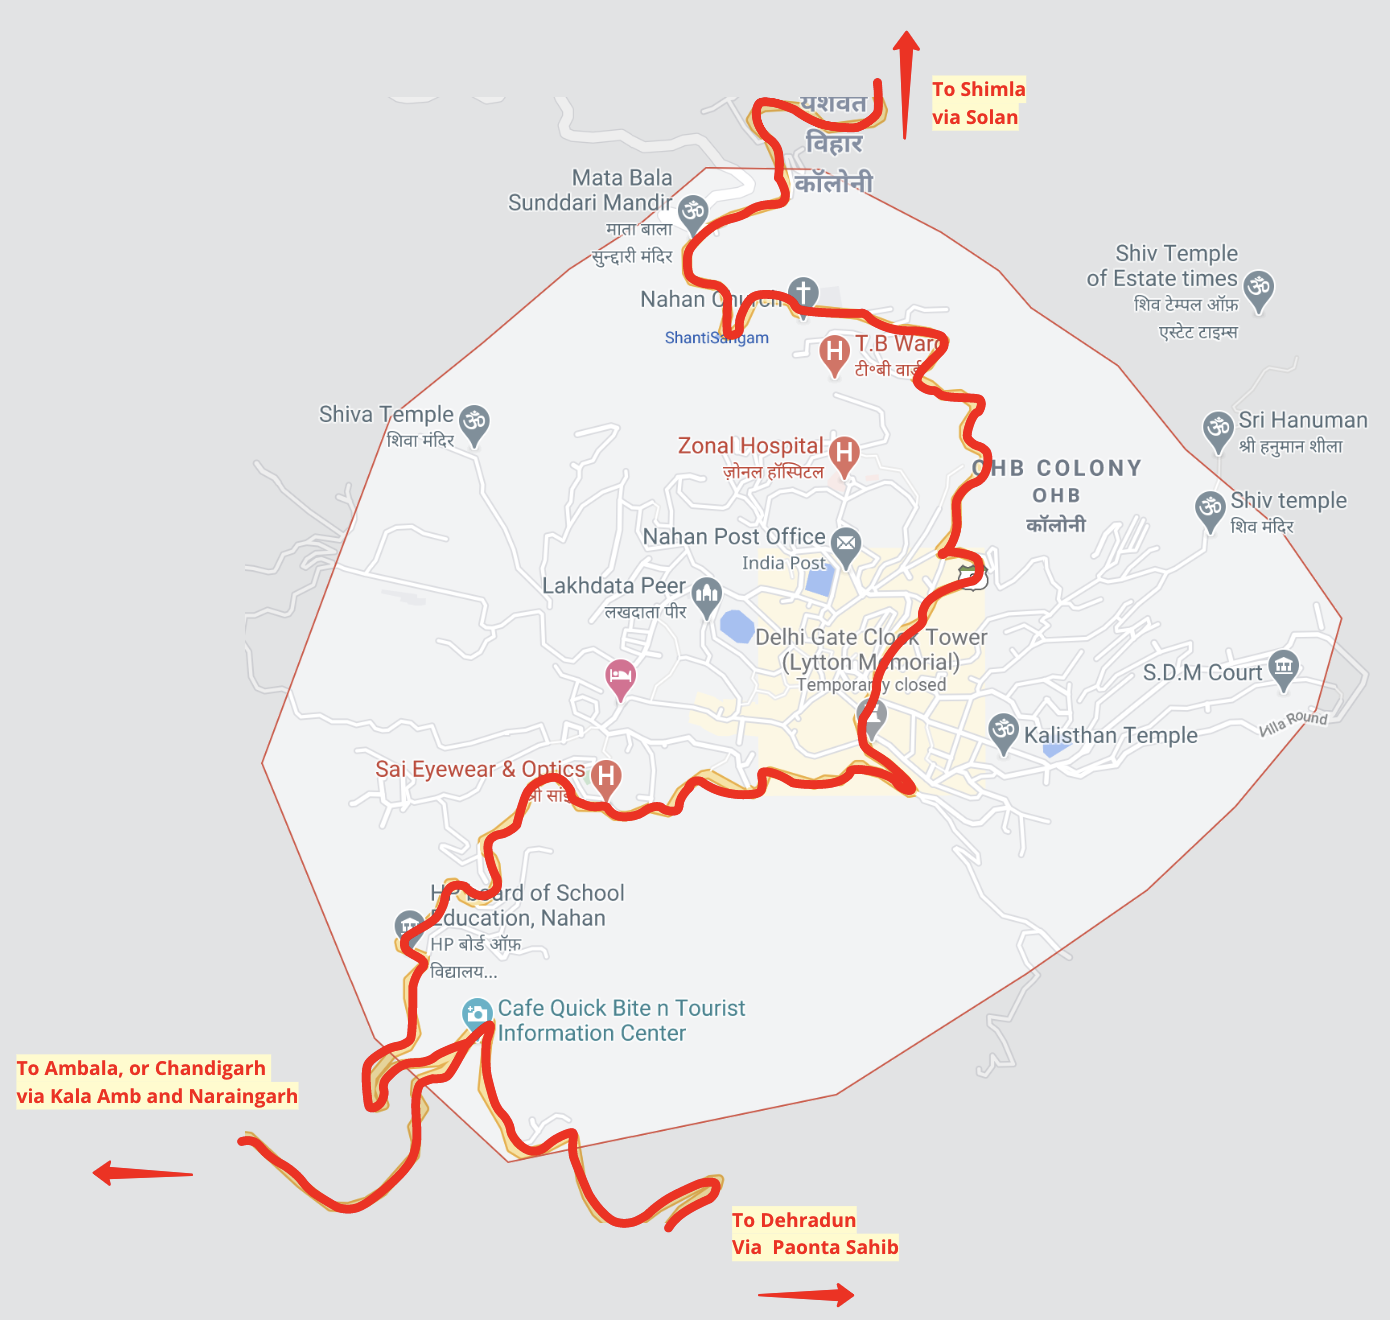 To Shimla
via Solan
यशवंत
विहार
कॉलोनी
Mata Bala
Sunddari Mandir
माता बाला
सुन्द्दारी मंदिर
Shiv Temple
of Estate times
शिव टेम्पल ऑफ़
एस्टेट टाइम्स
Nahan Church
ShantiSangam
T.B Ward
टी॰बी वार्ड
Shiva Temple
शिवा मंदिर
Sri Hanuman
श्री हनुमान शीला
Zonal Hospital
ज़ोनल हॉस्पिटल
OHB COLONY
OHB
कॉलोनी
Shiv temple
शिव मंदिर
Nahan Post Office
India Post
Lakhdata Peer
लखदाता पीर
Delhi Gate Clock Tower
(Lytton Memorial)
Temporarily closed
S.D.M Court
Villa Round
Kalisthan Temple
Sai Eyewear & Optics
श्री सांई
HP board of School
Education, Nahan
HP बोर्ड ऑफ़
विद्यालय...
Cafe Quick Bite n Tourist
Information Center
To Ambala, or Chandigarh
via Kala Amb and Naraingarh
To Dehradun
Via Paonta Sahib